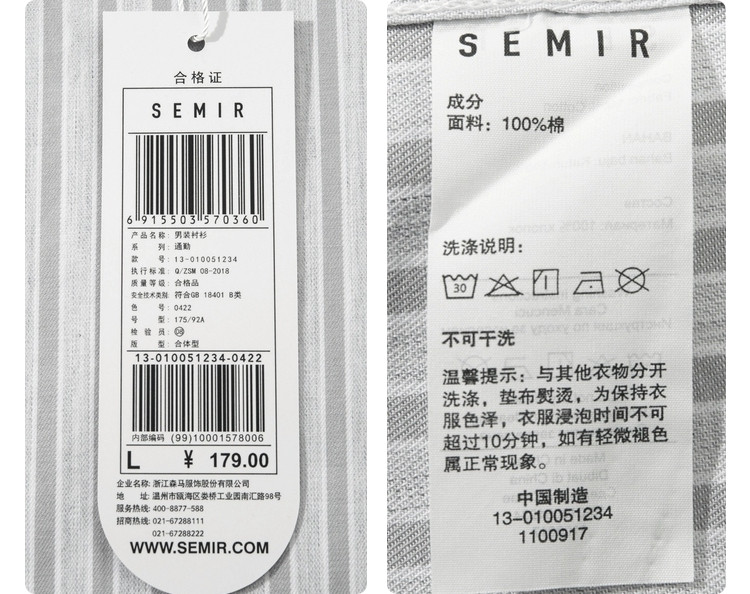 合格证
SEMIR
6 915503 570360
产品名称: 男装衬衫
系 列: 通勤
款 号: 13-010051234
执行标准: Q/ZSM 08-2018
质量等级: 合格品
安全技术类别: 符合GB 18401 B类
色 号: 0422
号 型: 175/92A
检 验 员: 08
版 型: 合体型
13-010051234-0422
内部编码 (99)10001578006
L ¥ 179.00
企业名称: 浙江森马服饰股份有限公司
地 址: 温州市瓯海区娄桥工业园南汇路98号
服务热线: 400-8877-588
招商热线: 021-67288111
021-67288222
WWW.SEMIR.COM
SEMIR
成分
面料: 100%棉
洗涤说明:
30
不可干洗
温馨提示: 与其他衣物分开
洗涤, 垫布熨烫, 为保持衣
服色泽, 衣服浸泡时间不可
超过10分钟, 如有轻微褪色
属正常现象。
中国制造
13-010051234
1100917